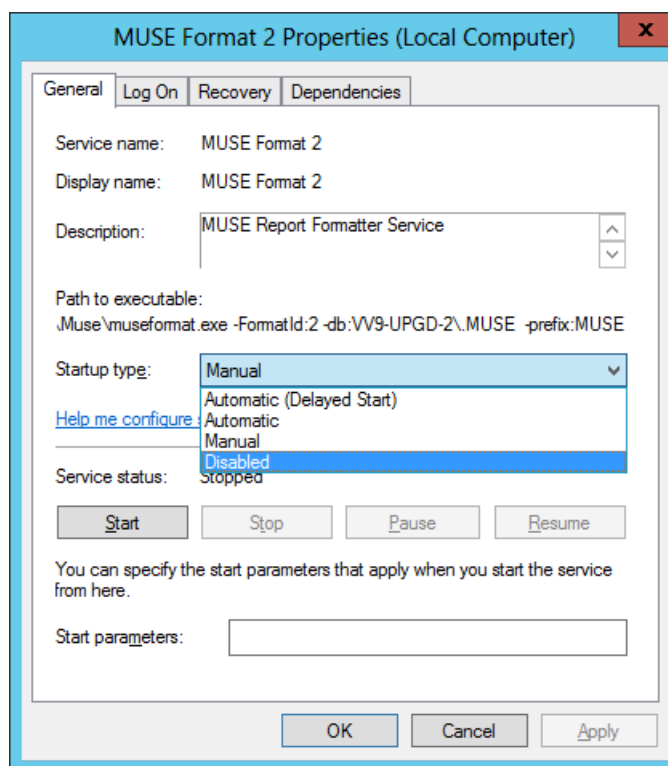 MUSE Format 2 Properties (Local Computer)
x
General Log On Recovery Dependencies
Service name: MUSE Format 2
Display name: MUSE Format 2
Description: MUSE Report Formatter Service
Path to executable:
.\Muse\museformat.exe -FormatId:2 -db:VV9-UPGD-2\.MUSE -prefix:MUSE
Startup type: Manual
Automatic (Delayed Start)
Help me configure Automatic
Manual
Disabled
Service status: Stopped
Start Stop Pause Resume
You can specify the start parameters that apply when you start the service
from here.
Start parameters:
OK Cancel Apply